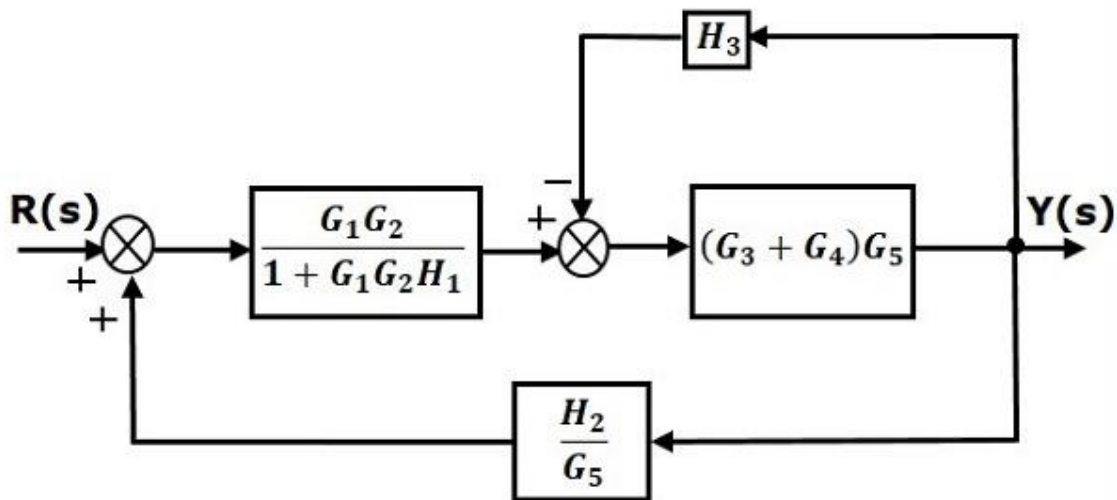 H₃
R(s)
+
+
G₁G₂
1 + G₁G₂H₁
−
+
(G₃ + G₄)G₅
Y(s)
H₂
G₅